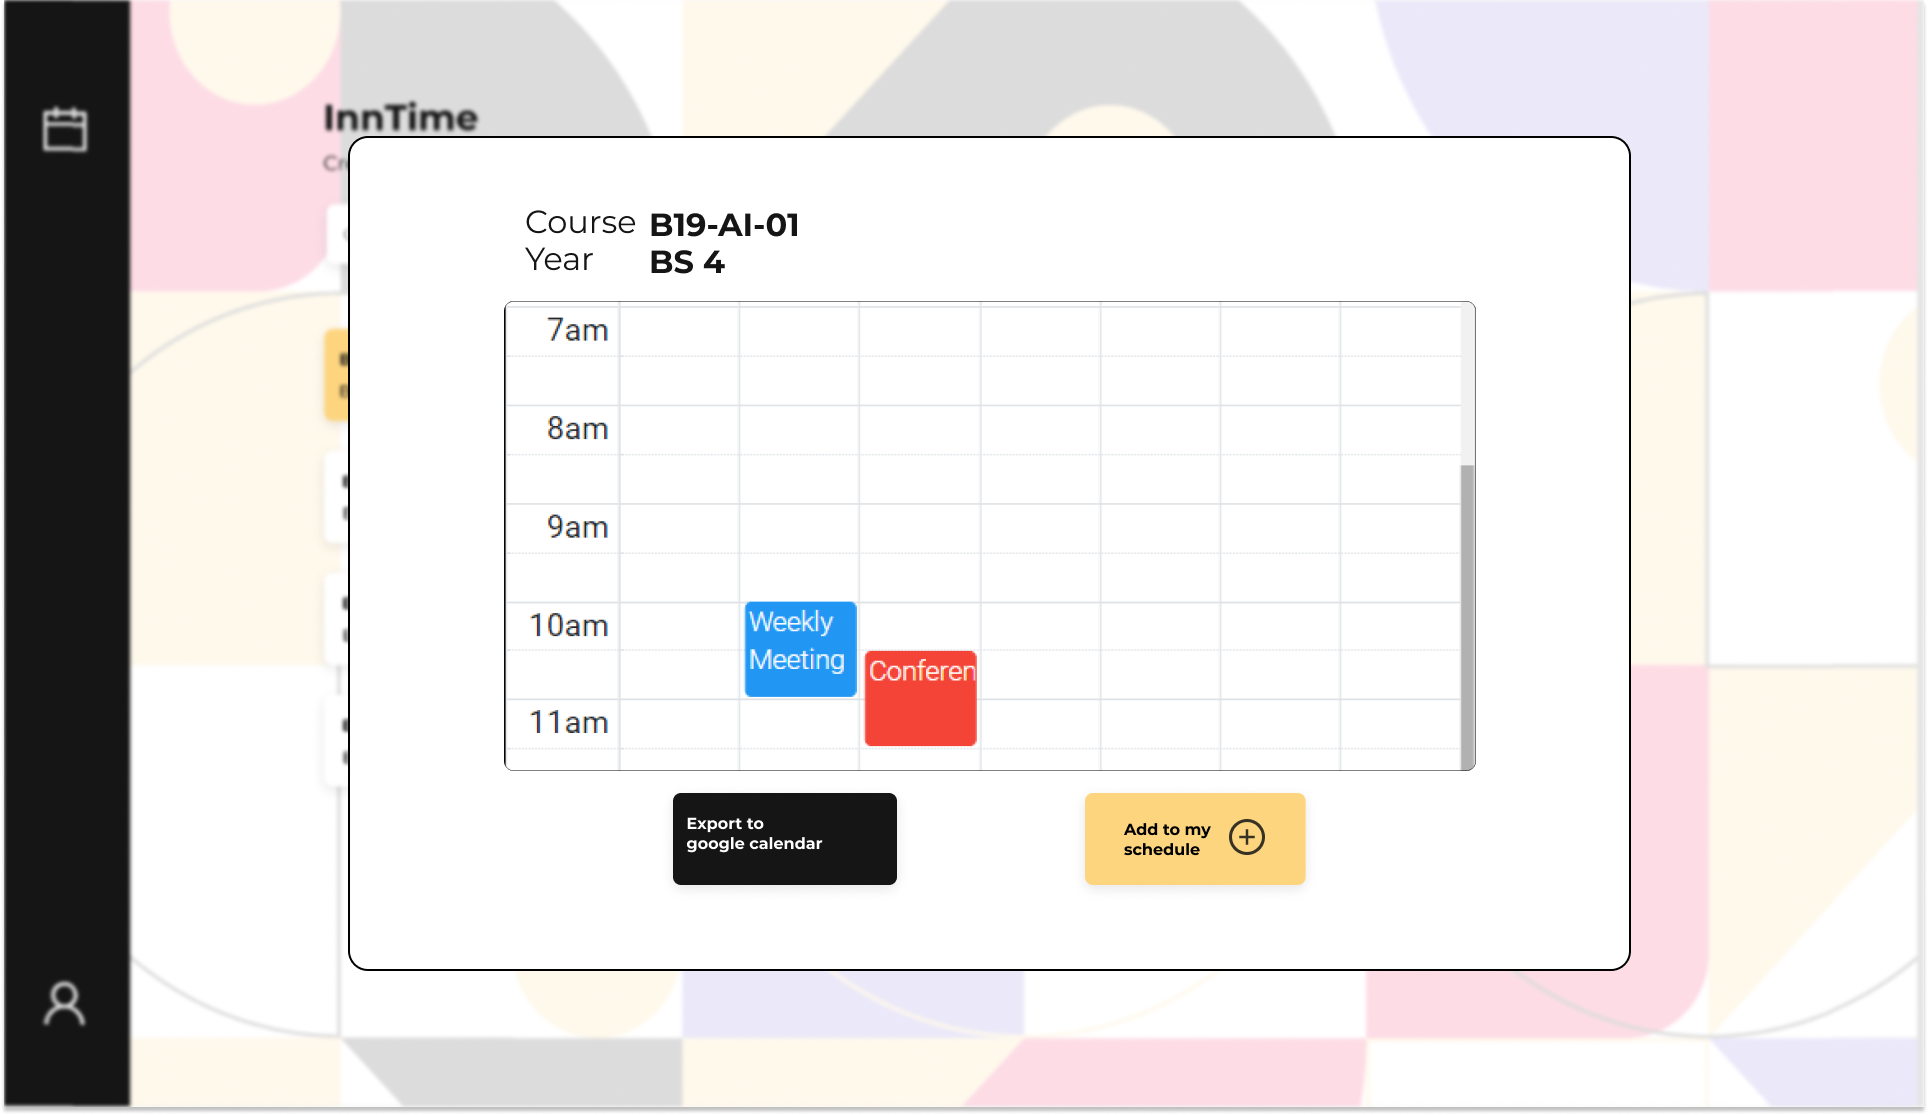 InnTime
Course B19-AI-01
Year BS 4
7am
8am
9am
10am
Weekly
Meeting
Conferen
11am
Export to
google calendar
Add to my
schedule